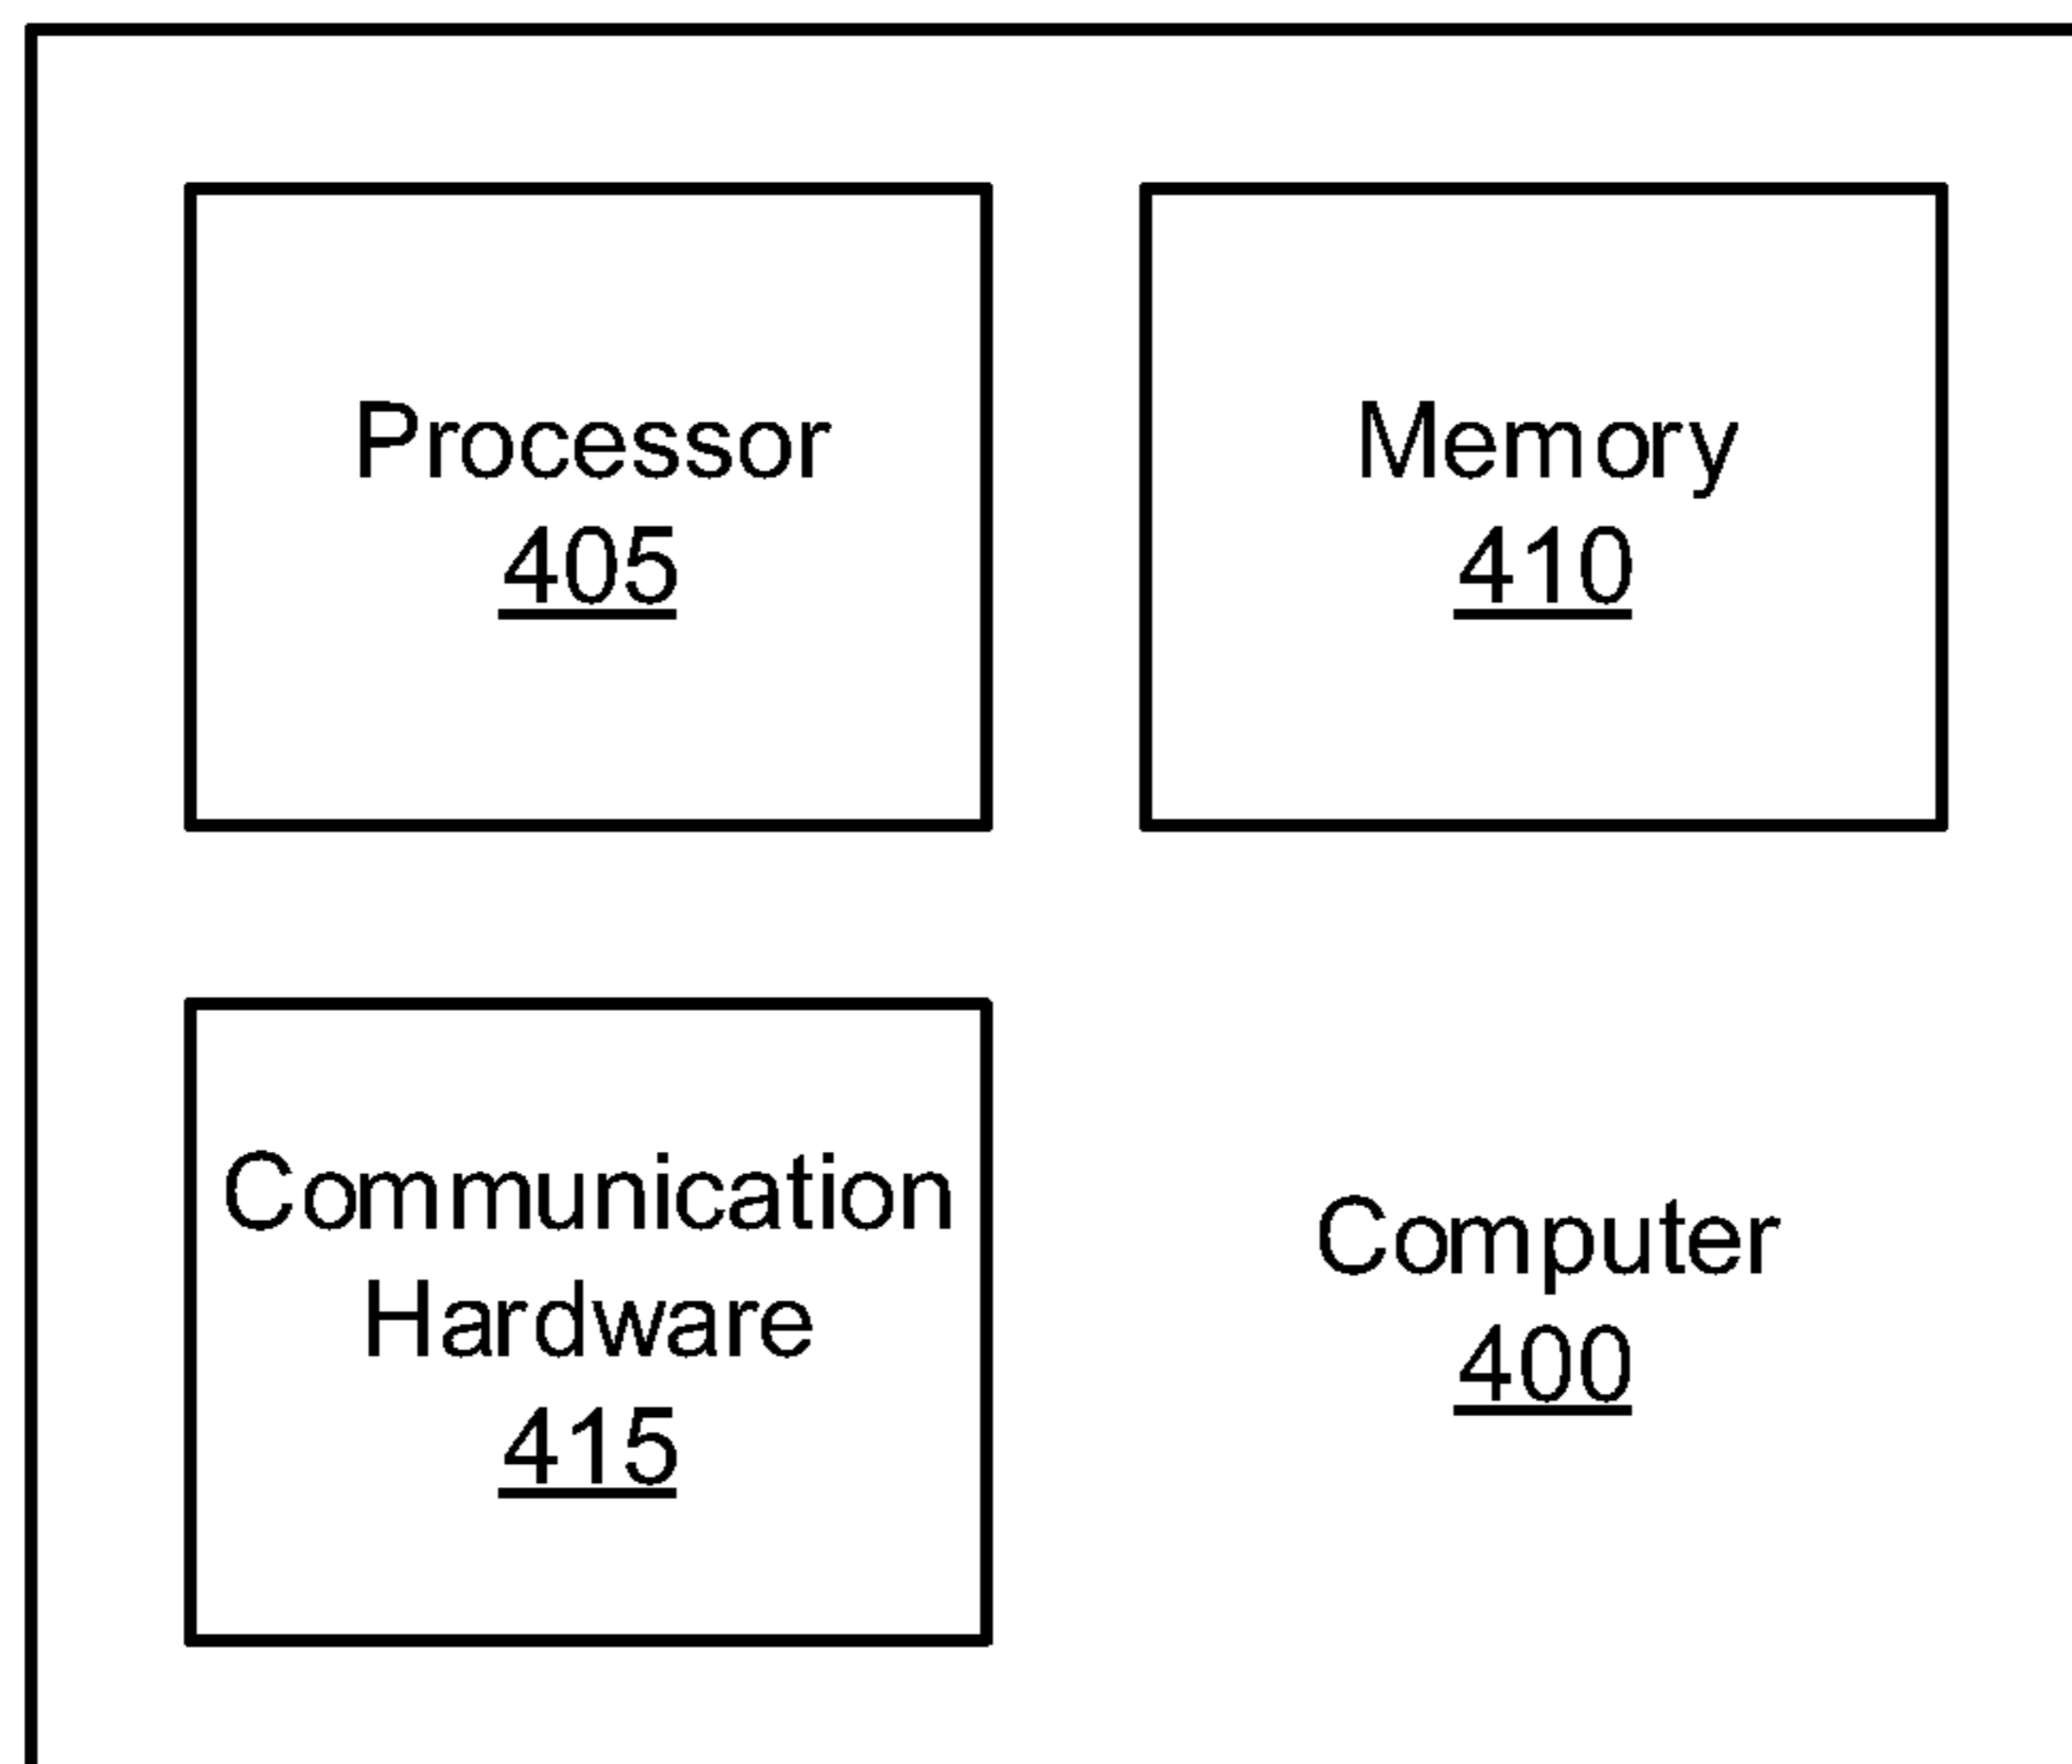 Processor
405
Memory
410
Communication
Hardware
415
Computer
400